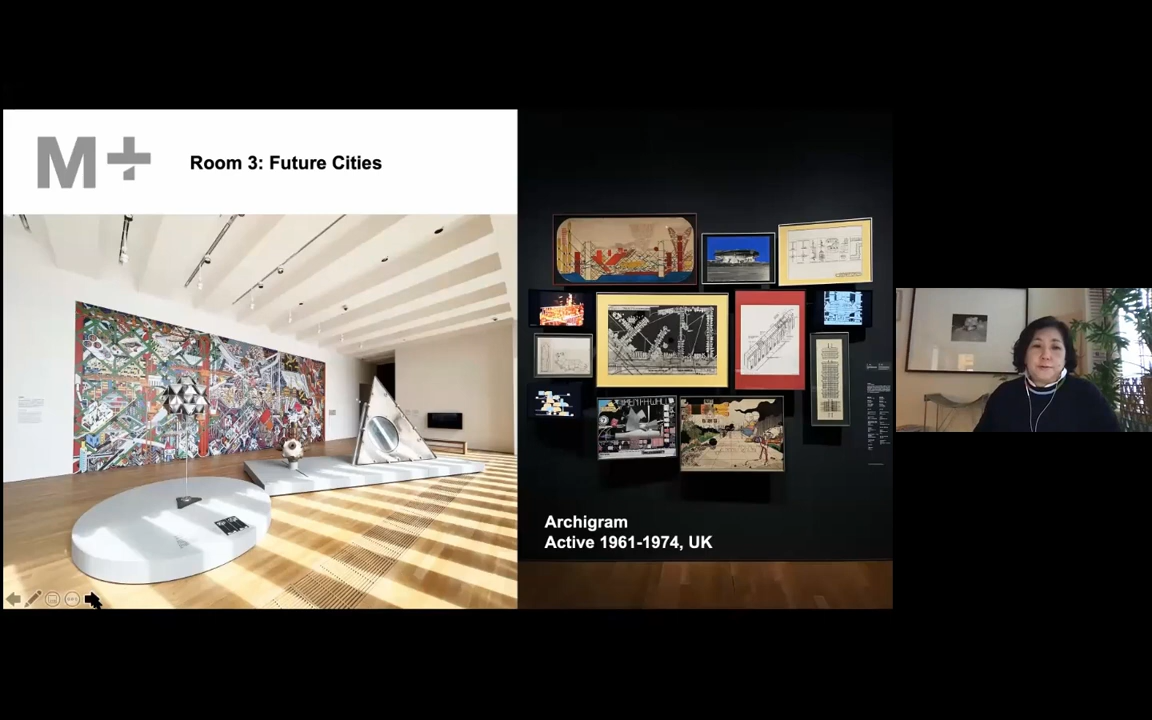 M+
Room 3: Future Cities
Archigram
Active 1961-1974, UK